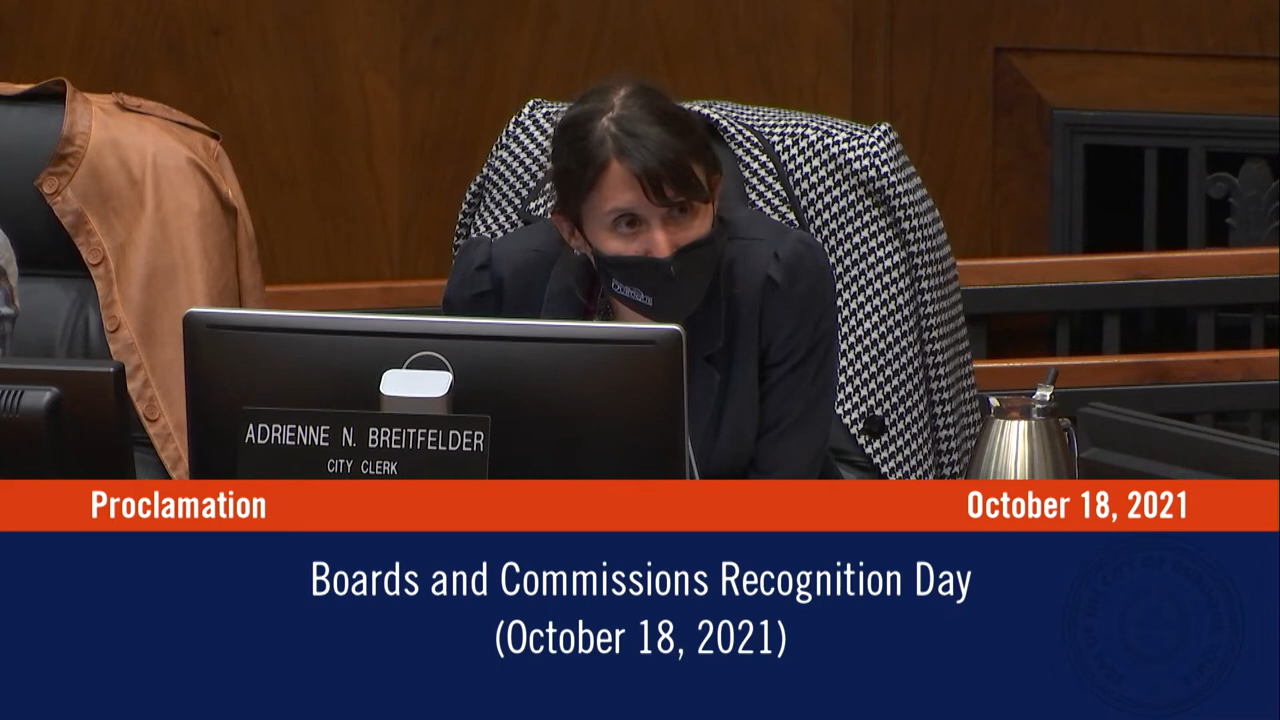 ADRIENNE N. BREITFELDER
CITY CLERK
Proclamation
October 18, 2021
Boards and Commissions Recognition Day
(October 18, 2021)